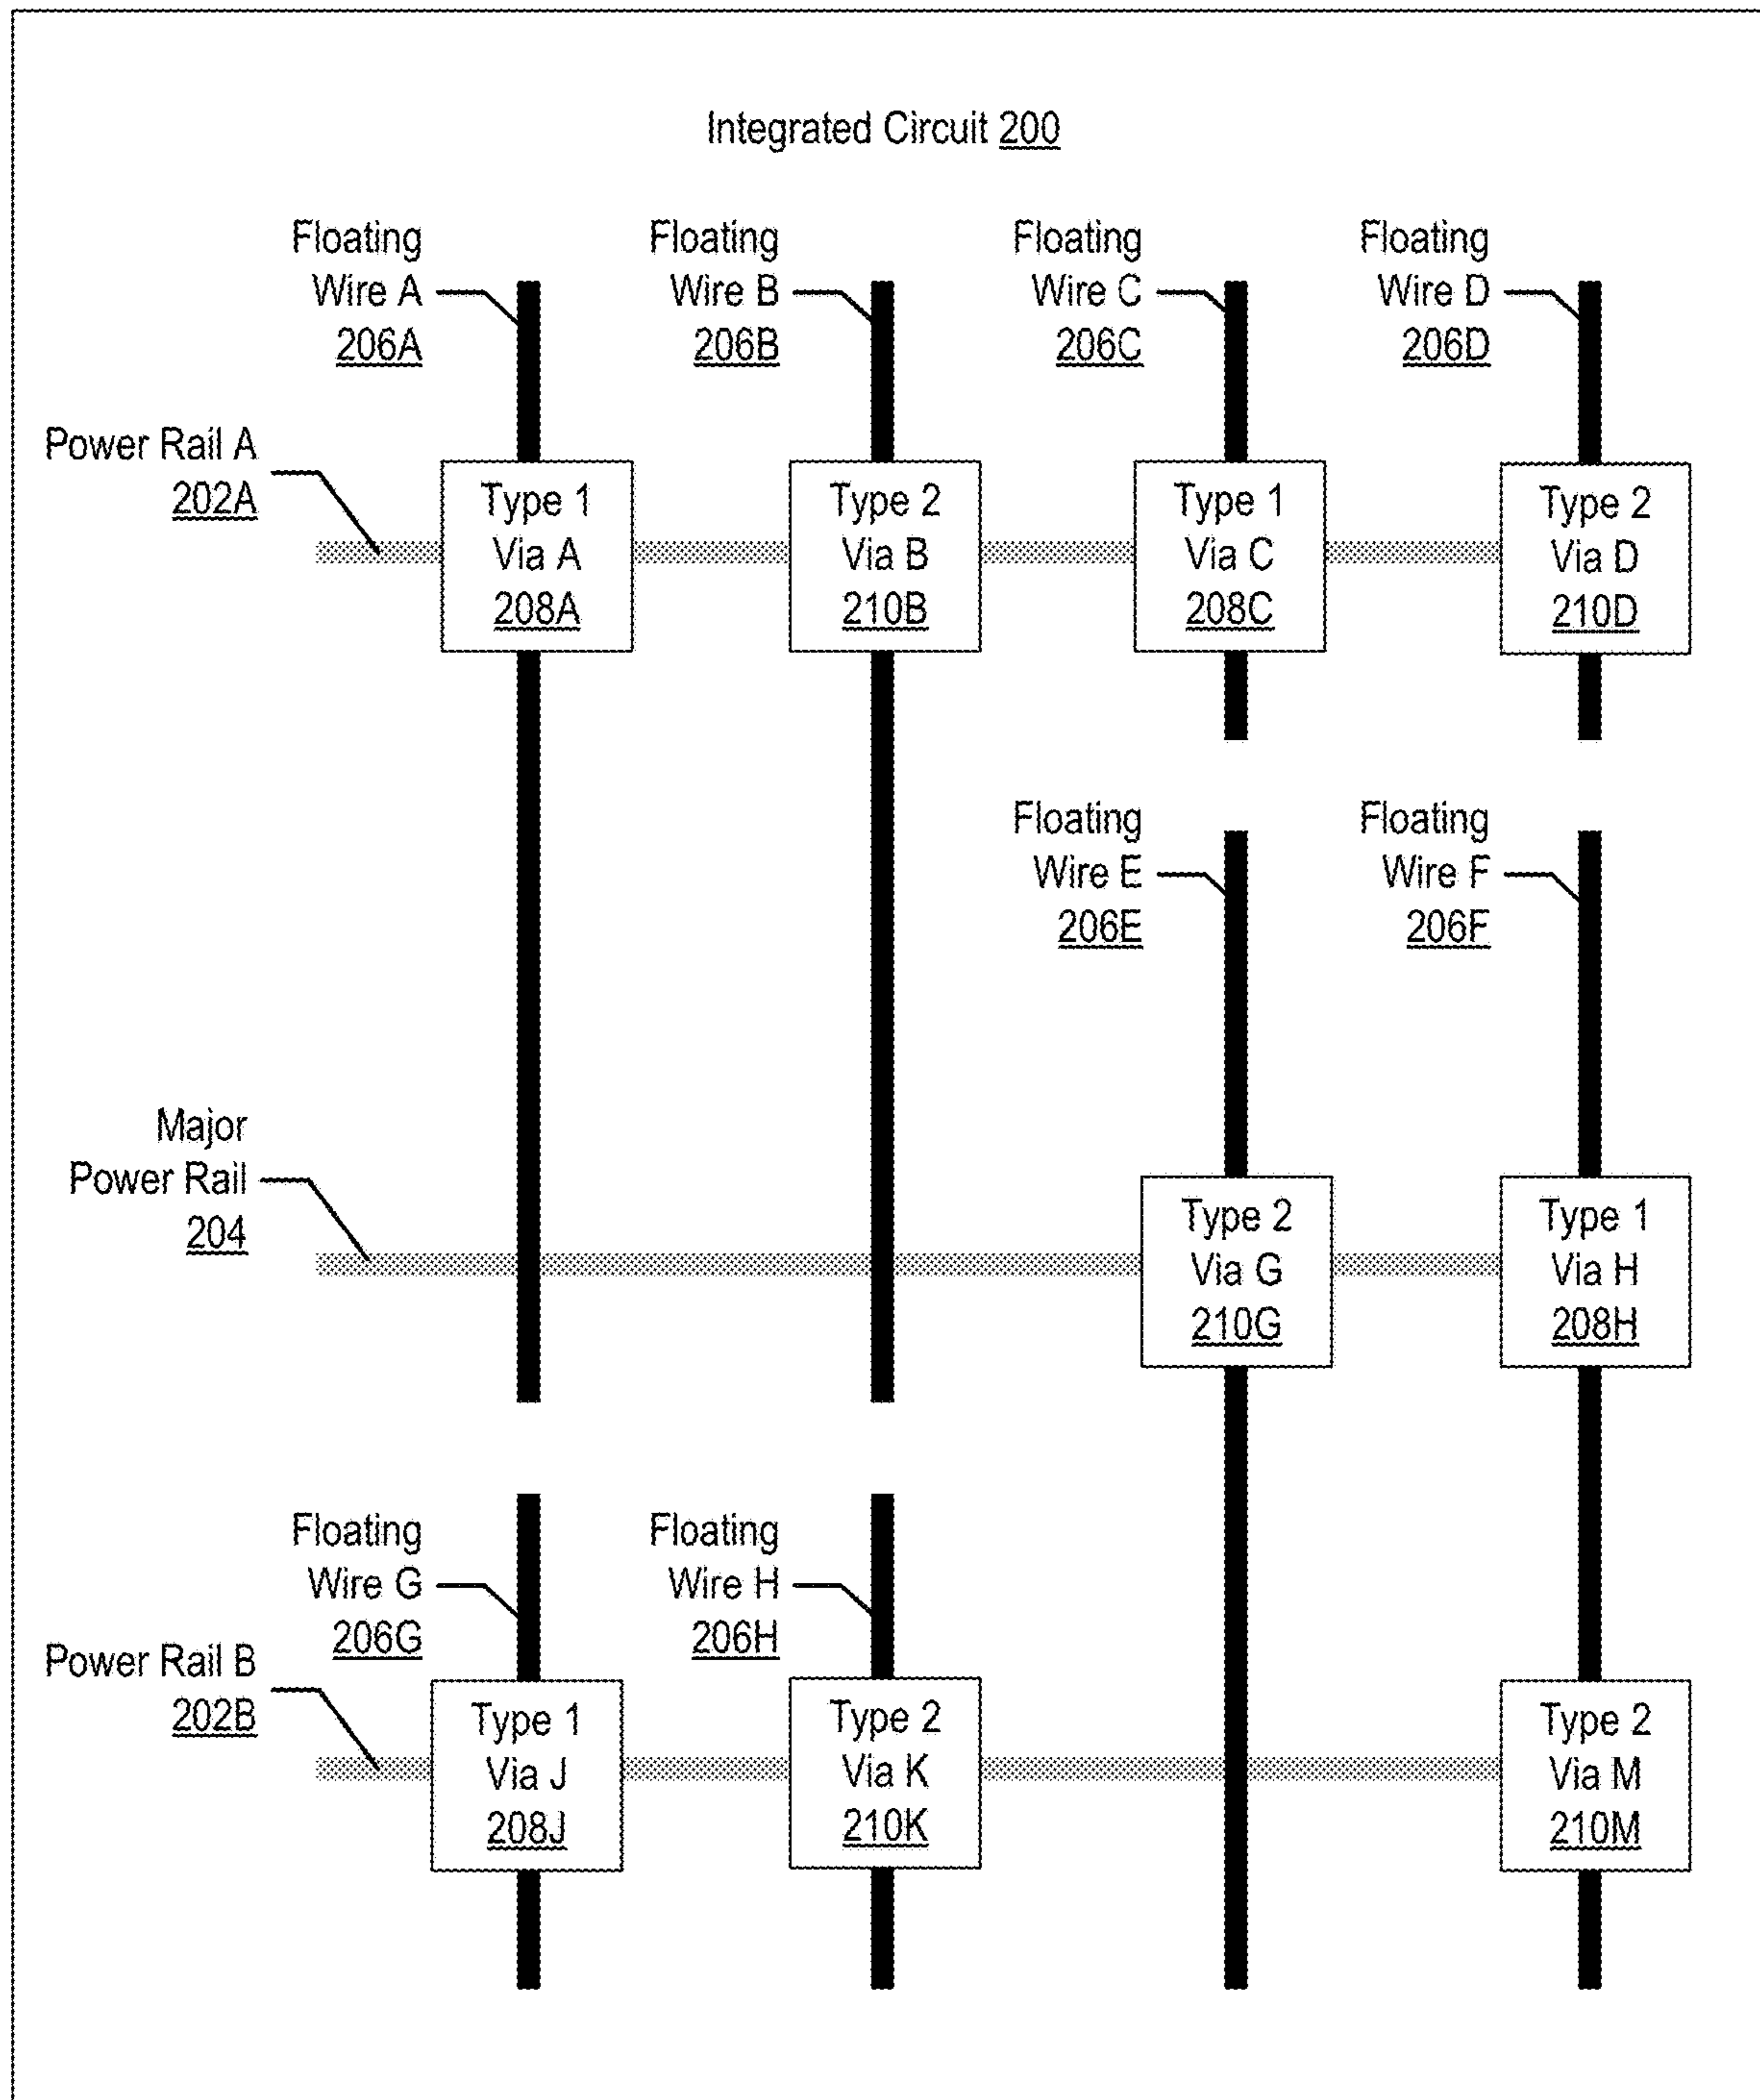 Integrated Circuit 200
Floating
Wire A
206A
Floating
Wire B
206B
Floating
Wire C
206C
Floating
Wire D
206D
Power Rail A
202A
Type 1
Via A
208A
Type 2
Via B
210B
Type 1
Via C
208C
Type 2
Via D
210D
Floating
Wire E
206E
Floating
Wire F
206F
Major
Power Rail
204
Type 2
Via G
210G
Type 1
Via H
208H
Floating
Wire G
206G
Floating
Wire H
206H
Power Rail B
202B
Type 1
Via J
208J
Type 2
Via K
210K
Type 2
Via M
210M